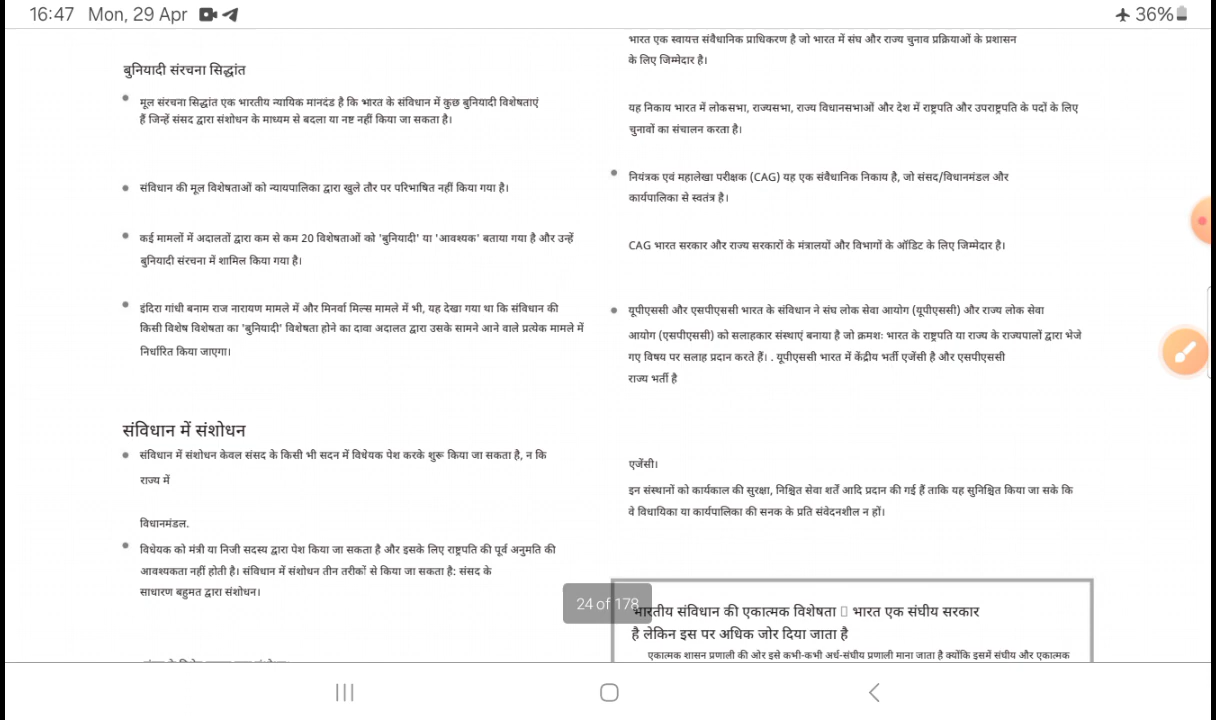 16:47 Mon, 29 Apr
36%
बुनियादी संरचना सिद्धांत
मूल संरचना सिद्धांत एक भारतीय न्यायिक मानदंड है कि भारत के संविधान में कुछ बुनियादी विशेषताएं
हैं जिन्हें संसद द्वारा संशोधन के माध्यम से बदला या नष्ट नहीं किया जा सकता है।
संविधान की मूल विशेषताओं को न्यायपालिका द्वारा खुले तौर पर परिभाषित नहीं किया गया है।
कई मामलों में अदालतों द्वारा कम से कम 20 विशेषताओं को 'बुनियादी' या 'आवश्यक' बताया गया है और उन्हें
बुनियादी संरचना में शामिल किया गया है।
इंदिरा गांधी बनाम राज नारायण मामले में और मिनर्वा मिल्स मामले में भी, यह देखा गया था कि संविधान की
किसी विशेष विशेषता का 'बुनियादी' विशेषता होने का दावा अदालत द्वारा उसके सामने आने वाले प्रत्येक मामले में
निर्धारित किया जाएगा।
संविधान में संशोधन
संविधान में संशोधन केवल संसद के किसी भी सदन में विधेयक पेश करके शुरू किया जा सकता है, न कि
राज्य में
विधानमंडल.
विधेयक को मंत्री या निजी सदस्य द्वारा पेश किया जा सकता है और इसके लिए राष्ट्रपति की पूर्व अनुमति की
आवश्यकता नहीं होती है। संविधान में संशोधन तीन तरीकों से किया जा सकता है: संसद के
साधारण बहुमत द्वारा संशोधन।
भारत एक स्वायत्त संवैधानिक प्राधिकरण है जो भारत में संघ और राज्य चुनाव प्रक्रियाओं के प्रशासन
के लिए जिम्मेदार है।
यह निकाय भारत में लोकसभा, राज्यसभा, राज्य विधानसभाओं और देश में राष्ट्रपति और उपराष्ट्रपति के पदों के लिए
चुनावों का संचालन करता है।
नियंत्रक एवं महालेखा परीक्षक (CAG) यह एक संवैधानिक निकाय है, जो संसद/विधानमंडल और
कार्यपालिका से स्वतंत्र है।
CAG भारत सरकार और राज्य सरकारों के मंत्रालयों और विभागों के ऑडिट के लिए जिम्मेदार है।
यूपीएससी और एसपीएससी भारत के संविधान ने संघ लोक सेवा आयोग (यूपीएससी) और राज्य लोक सेवा
आयोग (एसपीएससी) को सलाहकार संस्थाएं बनाया है जो क्रमशः भारत के राष्ट्रपति या राज्य के राज्यपालों द्वारा भेजे
गए विषय पर सलाह प्रदान करते हैं। . यूपीएससी भारत में केंद्रीय भर्ती एजेंसी है और एसपीएससी
राज्य भर्ती है
एजेंसी।
इन संस्थानों को कार्यकाल की सुरक्षा, निश्चित सेवा शर्तें आदि प्रदान की गई हैं ताकि यह सुनिश्चित किया जा सके कि
वे विधायिका या कार्यपालिका की सनक के प्रति संवेदनशील न हों।
24 of 178
भारतीय संविधान की एकात्मक विशेषता भारत एक संघीय सरकार
है लेकिन इस पर अधिक जोर दिया जाता है
एकात्मक शासन प्रणाली की ओर इसे कभी-कभी अर्ध-संघीय प्रणाली माना जाता है क्योंकि इसमें संघीय और एकात्मक